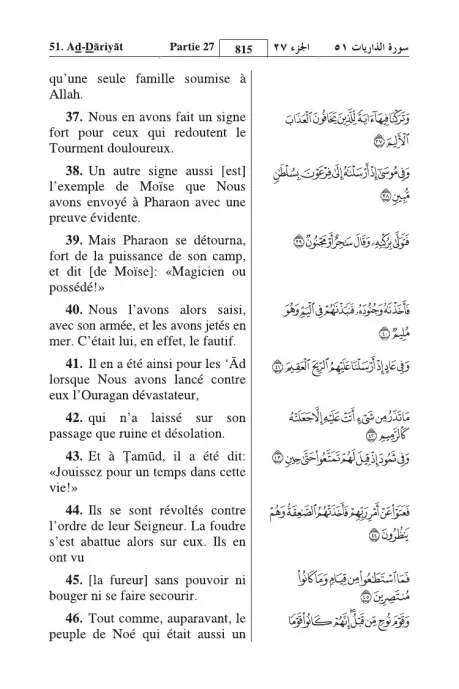 51. Ad-Dāriyāt Partie 27 815 الجزء ٢٧ سورة الذاريات ٥١
qu’une seule famille soumise à
Allah.
37. Nous en avons fait un signe
fort pour ceux qui redoutent le
Tourment douloureux.
وَتَرَكْنَا فِيهَآ ءَايَةً لِّلَّذِينَ يَخَافُونَ ٱلْعَذَابَ
ٱلْأَلِيمَ ٣٧
38. Un autre signe aussi [est]
l’exemple de Moïse que Nous
avons envoyé à Pharaon avec une
preuve évidente.
وَفِى مُوسَىٰٓ إِذْ أَرْسَلْنَٰهُ إِلَىٰ فِرْعَوْنَ بِسُلْطَٰنٍ
مُّبِينٍ ٣٨
39. Mais Pharaon se détourna,
fort de la puissance de son camp,
et dit [de Moïse]: «Magicien ou
possédé!»
فَتَوَلَّىٰ بِرُكْنِهِۦ وَقَالَ سَٰحِرٌ أَوْ مَجْنُونٌ ٣٩
40. Nous l’avons alors saisi,
avec son armée, et les avons jetés en
mer. C’était lui, en effet, le fautif.
فَأَخَذْنَٰهُ وَجُنُودَهُۥ فَنَبَذْنَٰهُمْ فِى ٱلْيَمِّ وَهُوَ
مُلِيمٌ ٤٠
41. Il en a été ainsi pour les ‘Ād
lorsque Nous avons lancé contre
eux l’Ouragan dévastateur,
وَفِى عَادٍ إِذْ أَرْسَلْنَا عَلَيْهِمُ ٱلرِّيحَ ٱلْعَقِيمَ ٤١
42. qui n’a laissé sur son
passage que ruine et désolation.
مَا تَذَرُ مِن شَىْءٍ أَتَتْ عَلَيْهِ إِلَّا جَعَلَتْهُ
كَٱلرَّمِيمِ ٤٢
43. Et à Ṯamūd, il a été dit:
«Jouissez pour un temps dans cette
vie!»
وَفِى ثَمُودَ إِذْ قِيلَ لَهُمْ تَمَتَّعُوا۟ حَتَّىٰ حِينٍ ٤٣
44. Ils se sont révoltés contre
l’ordre de leur Seigneur. La foudre
s’est abattue alors sur eux. Ils en
ont vu
فَعَتَوْا۟ عَنْ أَمْرِ رَبِّهِمْ فَأَخَذَتْهُمُ ٱلصَّٰعِقَةُ وَهُمْ
يَنظُرُونَ ٤٤
45. [la fureur] sans pouvoir ni
bouger ni se faire secourir.
فَمَا ٱسْتَطَٰعُوا۟ مِن قِيَامٍ وَمَا كَانُوا۟
مُنتَصِرِينَ ٤٥
46. Tout comme, auparavant, le
peuple de Noé qui était aussi un
وَقَوْمَ نُوحٍ مِّن قَبْلُ إِنَّهُمْ كَانُوا۟ قَوْمًا